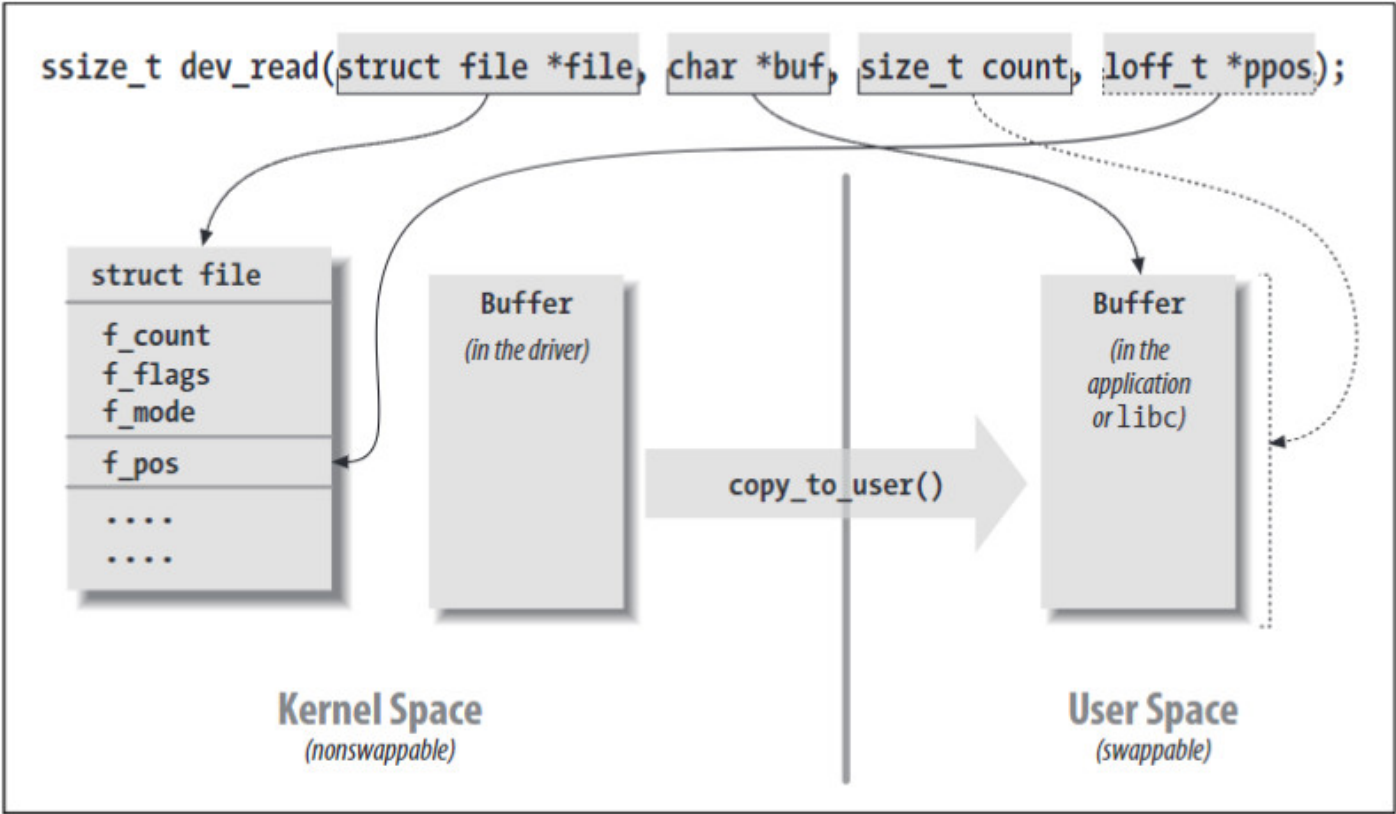 ssize_t dev_read(struct file *file, char *buf, size_t count, loff_t *ppos);
struct file
f_count
f_flags
f_mode
f_pos
....
....
Buffer
(in the driver)
copy_to_user()
Buffer
(in the
application
or libc)
Kernel Space
(nonswappable)
User Space
(swappable)